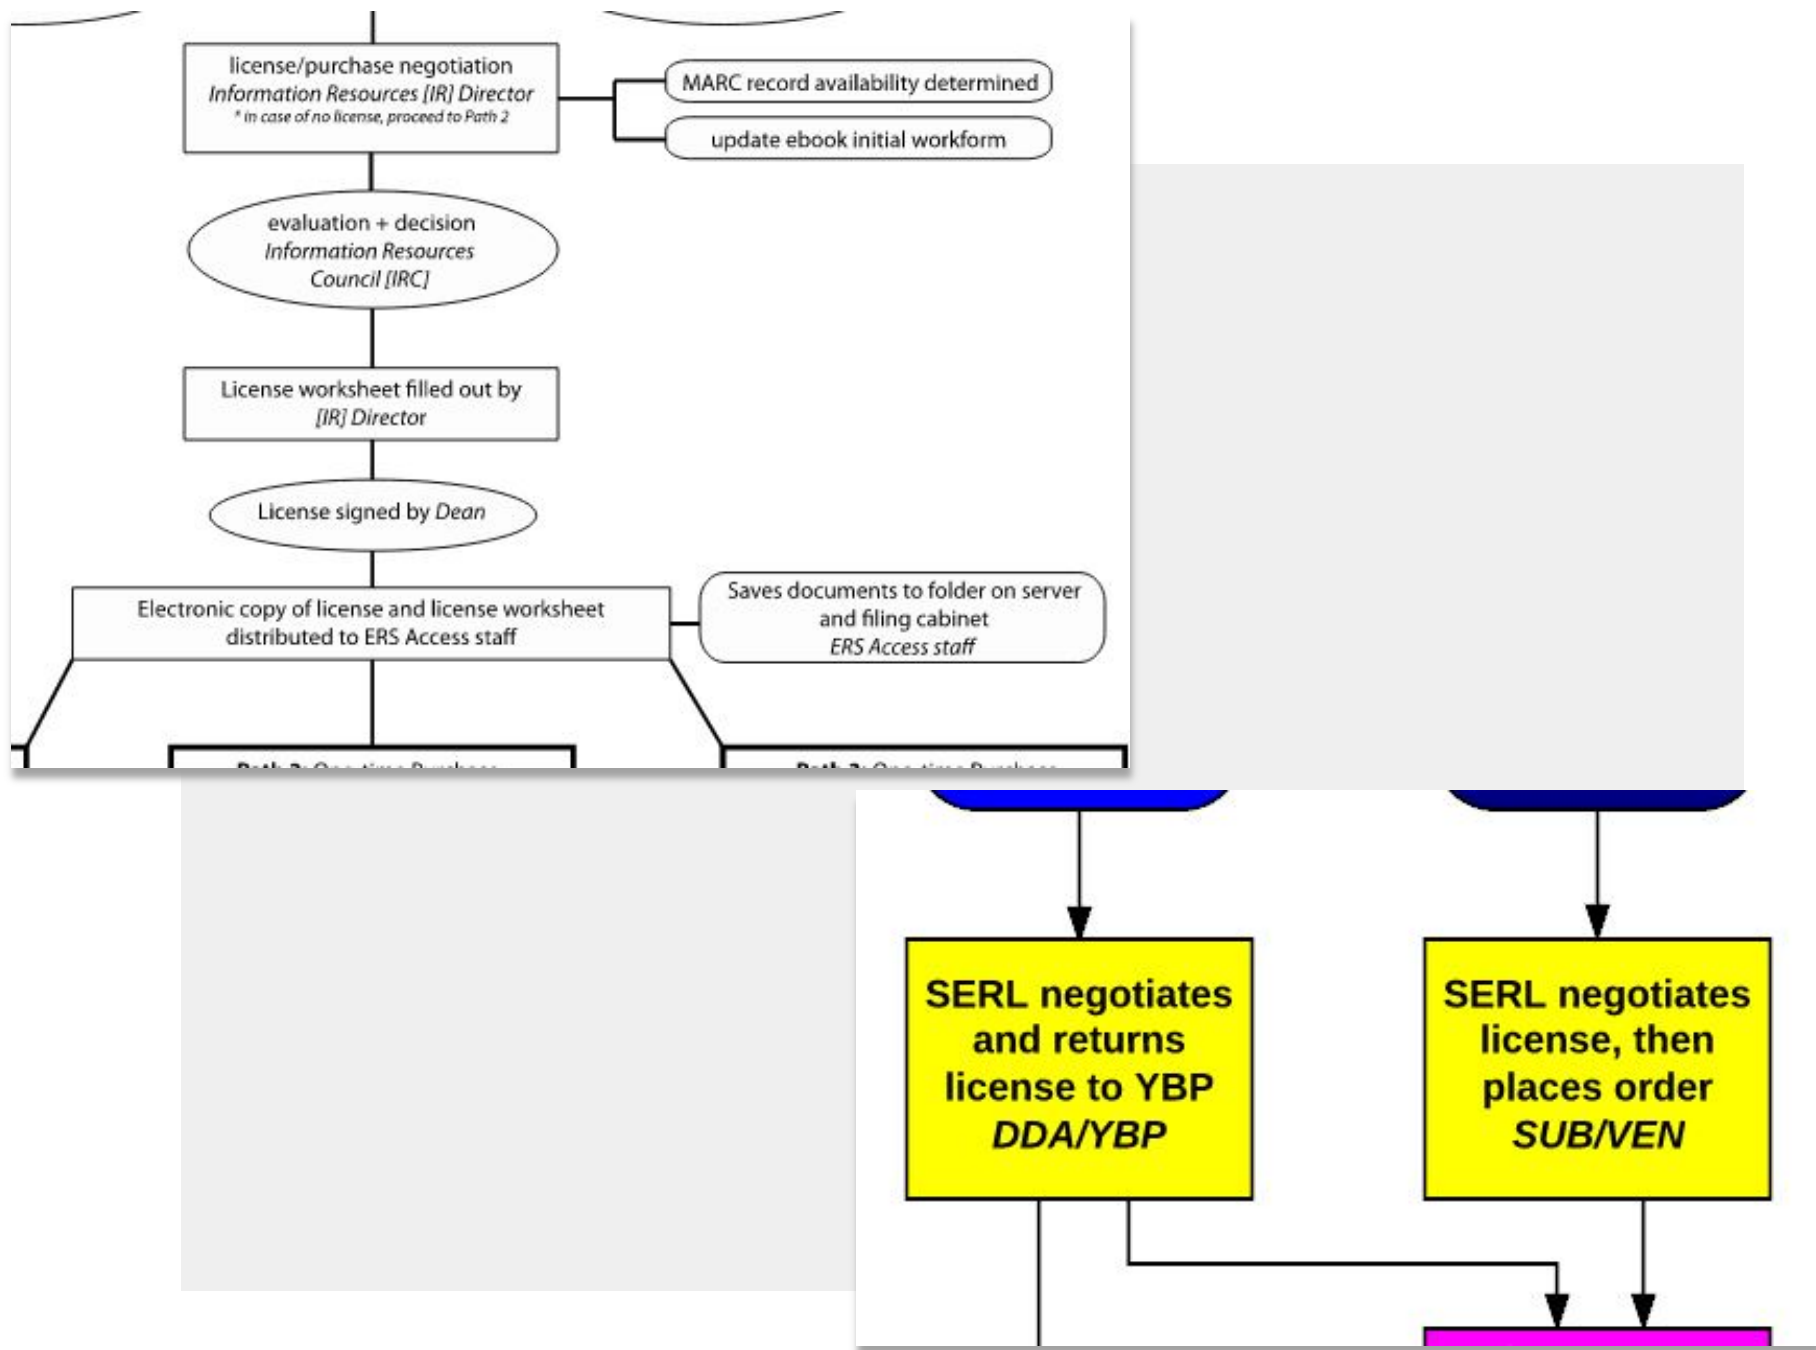 license/purchase negotiation
Information Resources [IR] Director
* in case of no license, proceed to Path 2
MARC record availability determined
update ebook initial workform
evaluation + decision
Information Resources
Council [IRC]
License worksheet filled out by
[IR] Director
License signed by Dean
Electronic copy of license and license worksheet
distributed to ERS Access staff
Saves documents to folder on server
and filing cabinet
ERS Access staff
SERL negotiates
and returns
license to YBP
DDA/YBP
SERL negotiates
license, then
places order
SUB/VEN